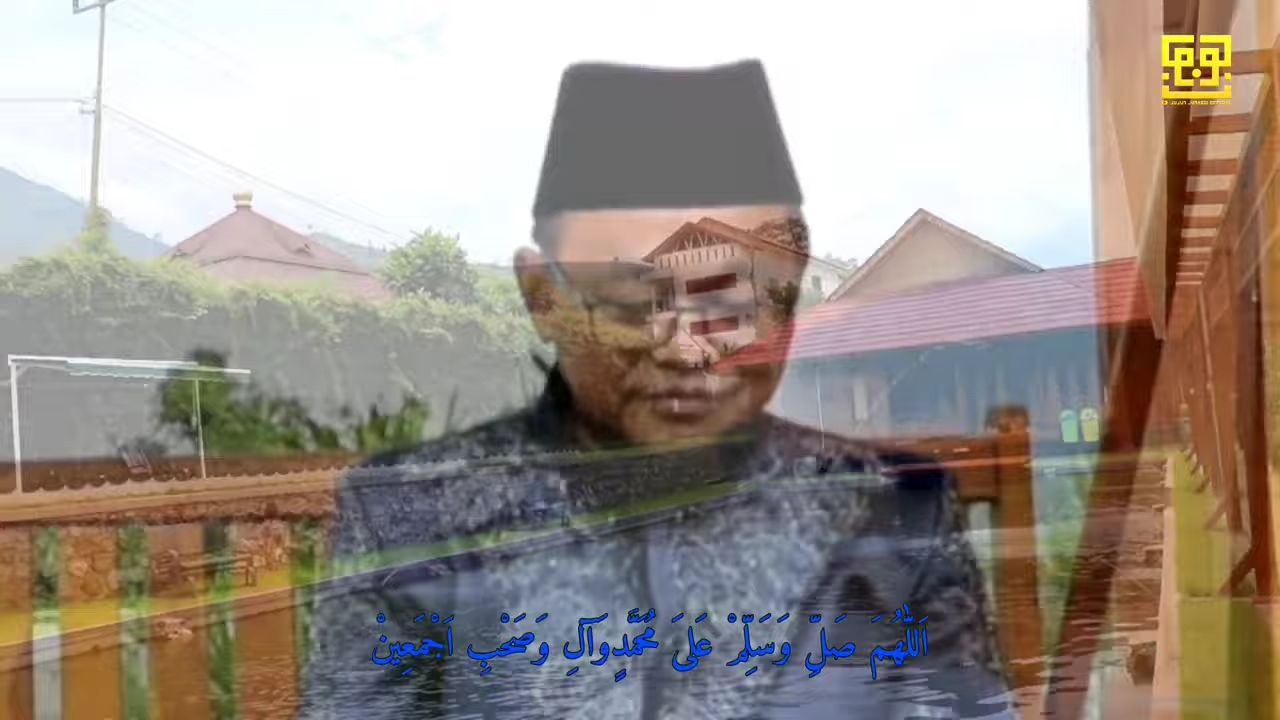 اَللّٰهُمَ صَلِّ وَسَلِّمْ عَلَىَ مُحَمَّدٍوَآلِ وَصَحْبِ اَجْمَعِيْنْ